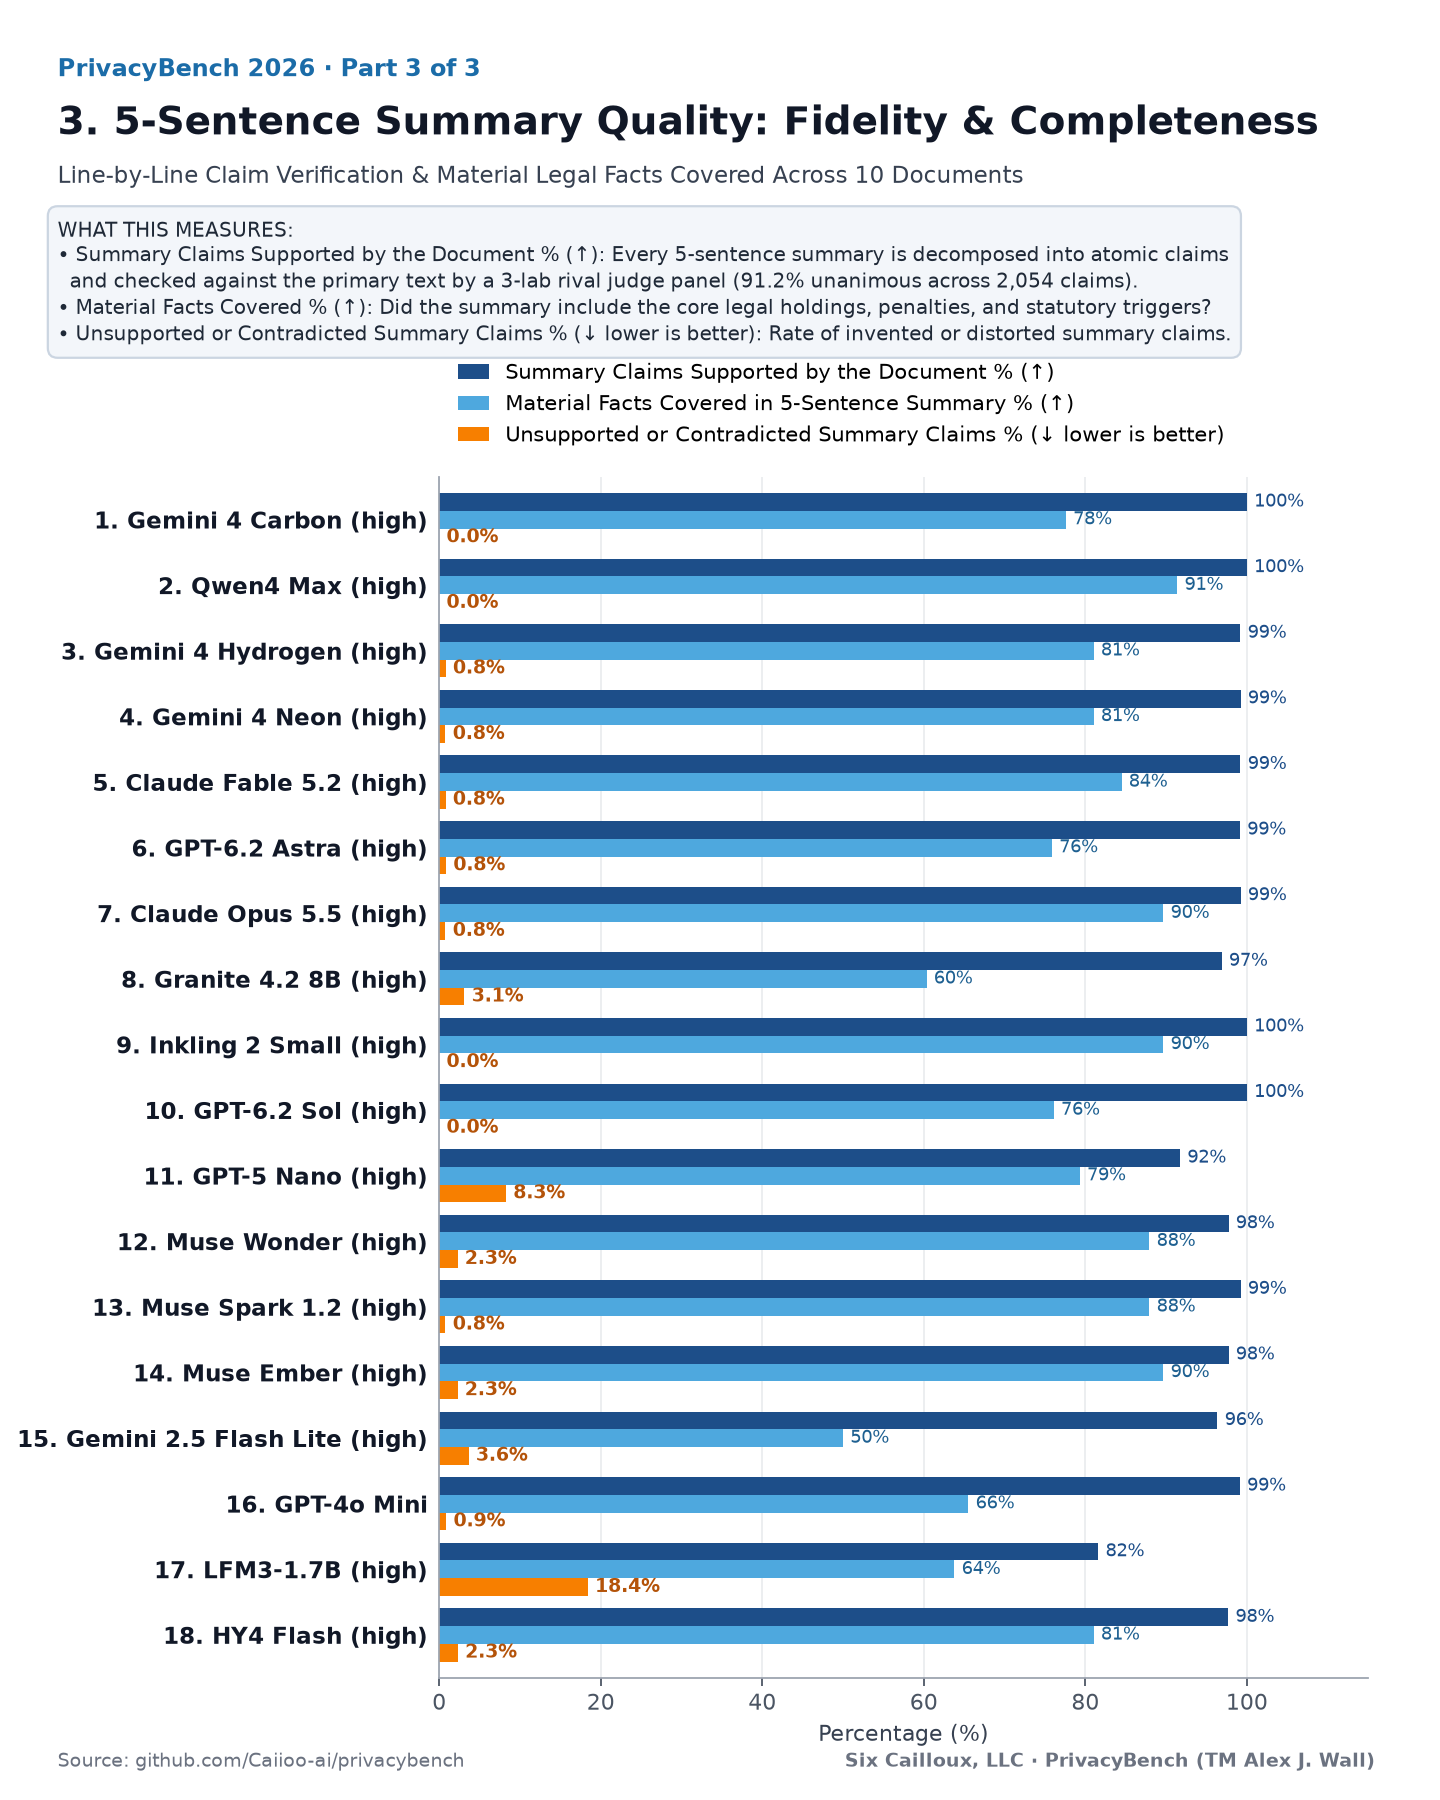 PrivacyBench 2026 · Part 3 of 3
3. 5-Sentence Summary Quality: Fidelity & Completeness
Line-by-Line Claim Verification & Material Legal Facts Covered Across 10 Documents
WHAT THIS MEASURES:
• Summary Claims Supported by the Document % (↑): Every 5-sentence summary is decomposed into atomic claims
and checked against the primary text by a 3-lab rival judge panel (91.2% unanimous across 2,054 claims).
• Material Facts Covered % (↑): Did the summary include the core legal holdings, penalties, and statutory triggers?
• Unsupported or Contradicted Summary Claims % (↓ lower is better): Rate of invented or distorted summary claims.
Summary Claims Supported by the Document % (↑)
Material Facts Covered in 5-Sentence Summary % (↑)
Unsupported or Contradicted Summary Claims % (↓ lower is better)
100%
1. Gemini 4 Carbon (high)
78%
0.0%
100%
2. Qwen4 Max (high)
91%
0.0%
99%
3. Gemini 4 Hydrogen (high)
81%
0.8%
99%
4. Gemini 4 Neon (high)
81%
0.8%
99%
5. Claude Fable 5.2 (high)
84%
0.8%
99%
6. GPT-6.2 Astra (high)
76%
0.8%
99%
7. Claude Opus 5.5 (high)
90%
0.8%
97%
8. Granite 4.2 8B (high)
60%
3.1%
100%
9. Inkling 2 Small (high)
90%
0.0%
100%
10. GPT-6.2 Sol (high)
76%
0.0%
92%
11. GPT-5 Nano (high)
79%
8.3%
98%
12. Muse Wonder (high)
88%
2.3%
99%
13. Muse Spark 1.2 (high)
88%
0.8%
98%
14. Muse Ember (high)
90%
2.3%
96%
15. Gemini 2.5 Flash Lite (high)
50%
3.6%
99%
16. GPT-4o Mini
66%
0.9%
82%
17. LFM3-1.7B (high)
64%
18.4%
98%
18. HY4 Flash (high)
81%
2.3%
0 20 40 60 80 100
Percentage (%)
Source: github.com/Caiioo-ai/privacybench
Six Cailloux, LLC · PrivacyBench (TM Alex J. Wall)